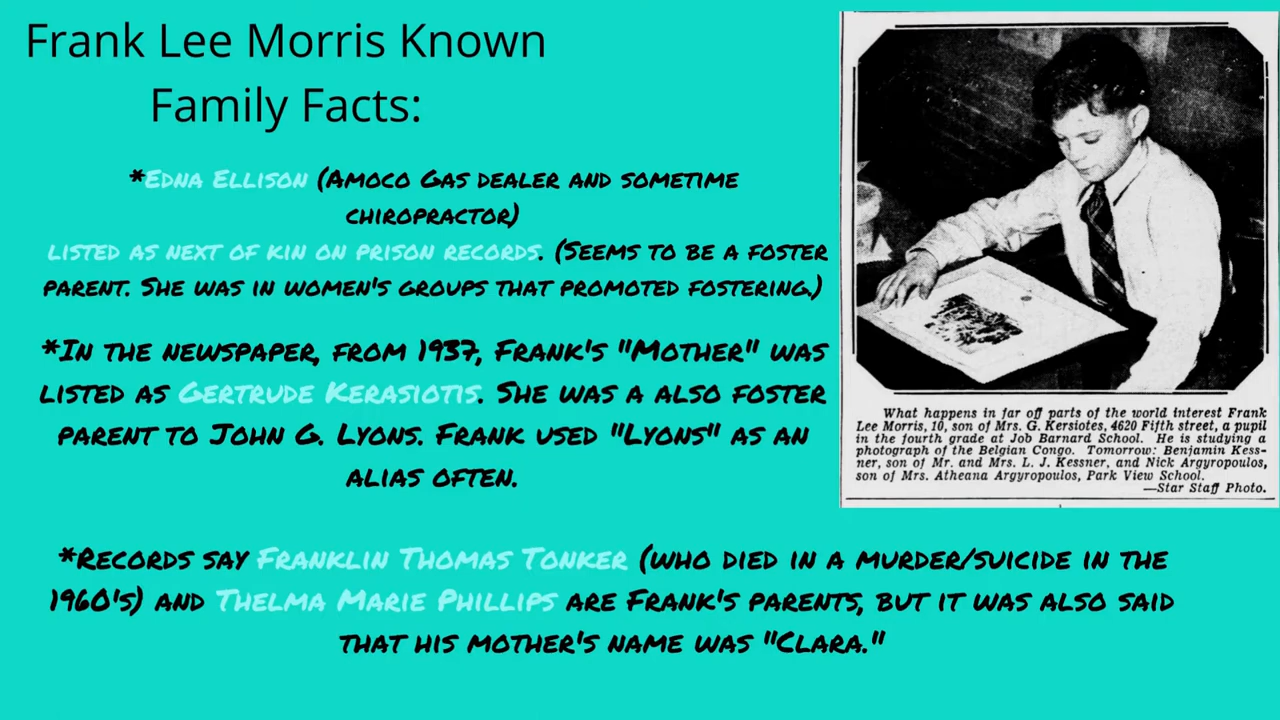 Frank Lee Morris Known
Family Facts:
*Edna Ellison (Amoco Gas dealer and sometime
chiropractor)
listed as next of kin on prison records. (Seems to be a foster
parent. She was in women's groups that promoted fostering.)
*In the newspaper, from 1937, Frank's "Mother" was
listed as Gertrude Kerasiotis. She was a also foster
parent to John G. Lyons. Frank used "Lyons" as an
alias often.
*Records say Franklin Thomas Tonker (who died in a murder/suicide in the
1960's) and Thelma Marie Phillips are Frank's parents, but it was also said
that his mother's name was "Clara."
What happens in far off parts of the world interest Frank
Lee Morris, 10, son of Mrs. G. Kersiotes, 4620 Fifth street, a pupil
in the fourth grade at Job Barnard School. He is studying a
photograph of the Belgian Congo. Tomorrow: Benjamin Kess-
ner, son of Mr. and Mrs. L. J. Kessner, and Nick Argyropoulos,
son of Mrs. Atheana Argyropoulos, Park View School.
—Star Staff Photo.